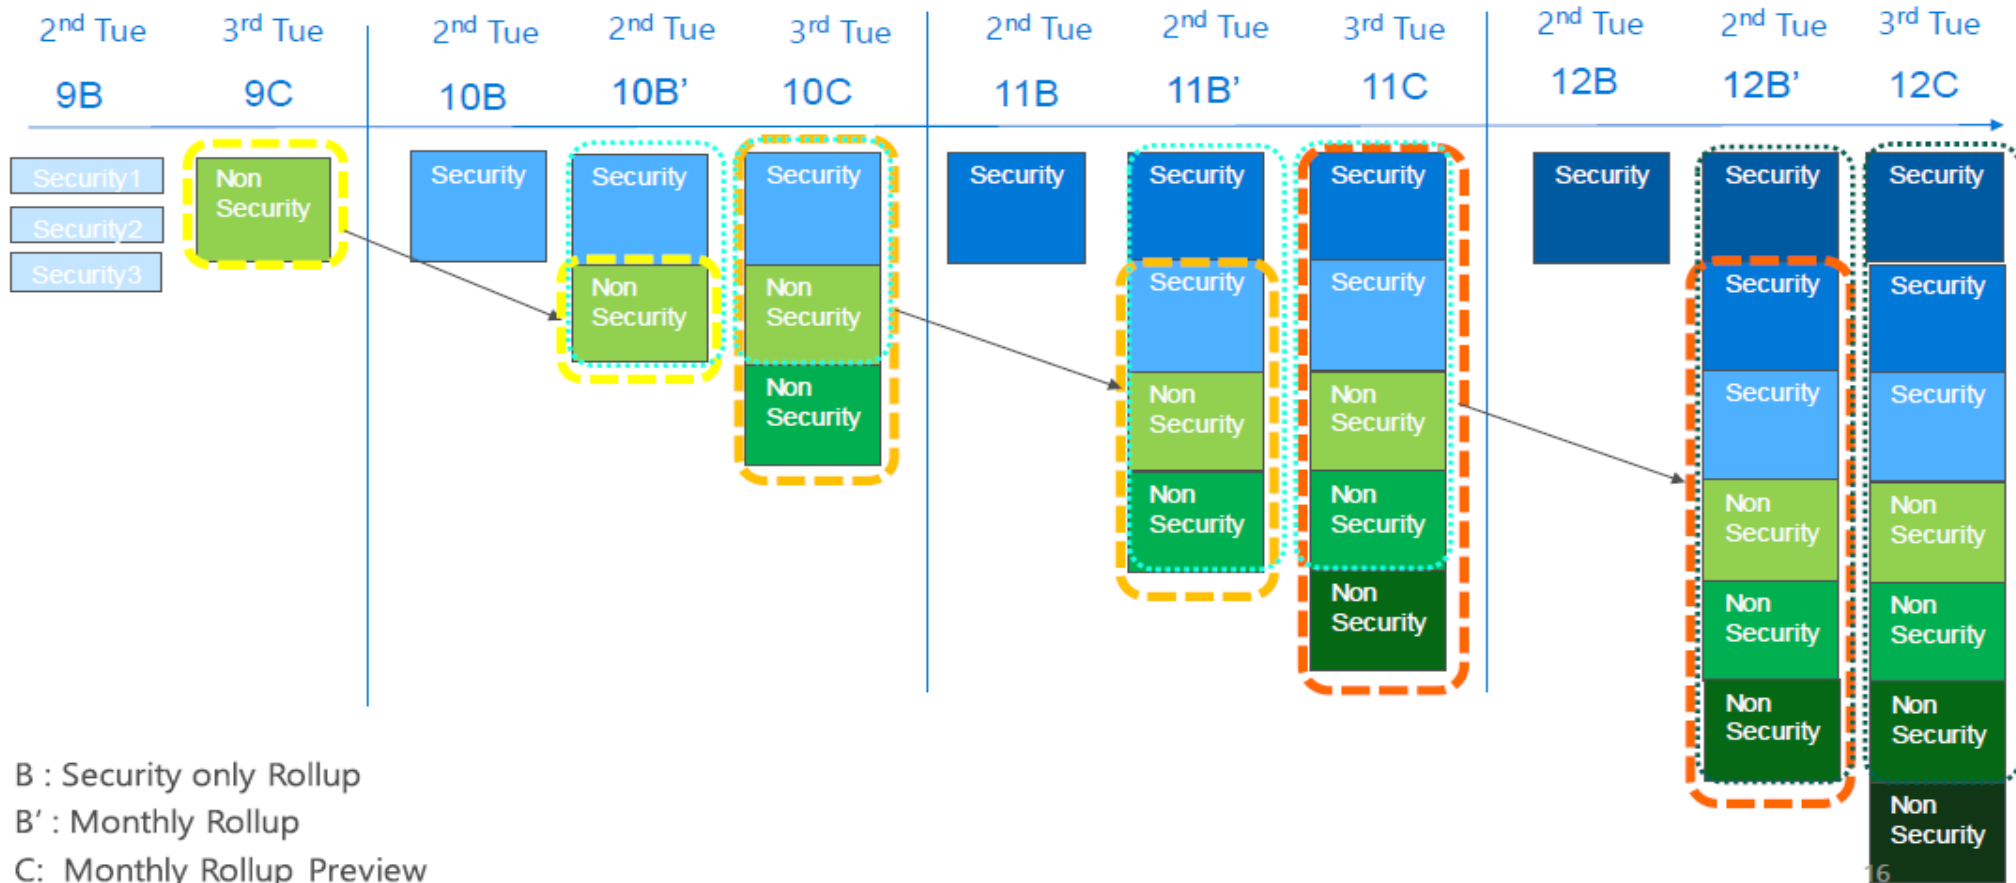 2nd Tue
3rd Tue
2nd Tue
2nd Tue
3rd Tue
2nd Tue
2nd Tue
3rd Tue
2nd Tue
2nd Tue
3rd Tue
9B
9C
10B
10B’
10C
11B
11B’
11C
12B
12B’
12C
Security1
Security2
Security3
Non
Security
Security
Security
Non
Security
Security
Non
Security
Non
Security
Security
Security
Security
Non
Security
Non
Security
Security
Security
Non
Security
Non
Security
Non
Security
Security
Security
Security
Security
Non
Security
Non
Security
Non
Security
Security
Security
Security
Non
Security
Non
Security
Non
Security
Non
Security
B : Security only Rollup
B’ : Monthly Rollup
C: Monthly Rollup Preview
16